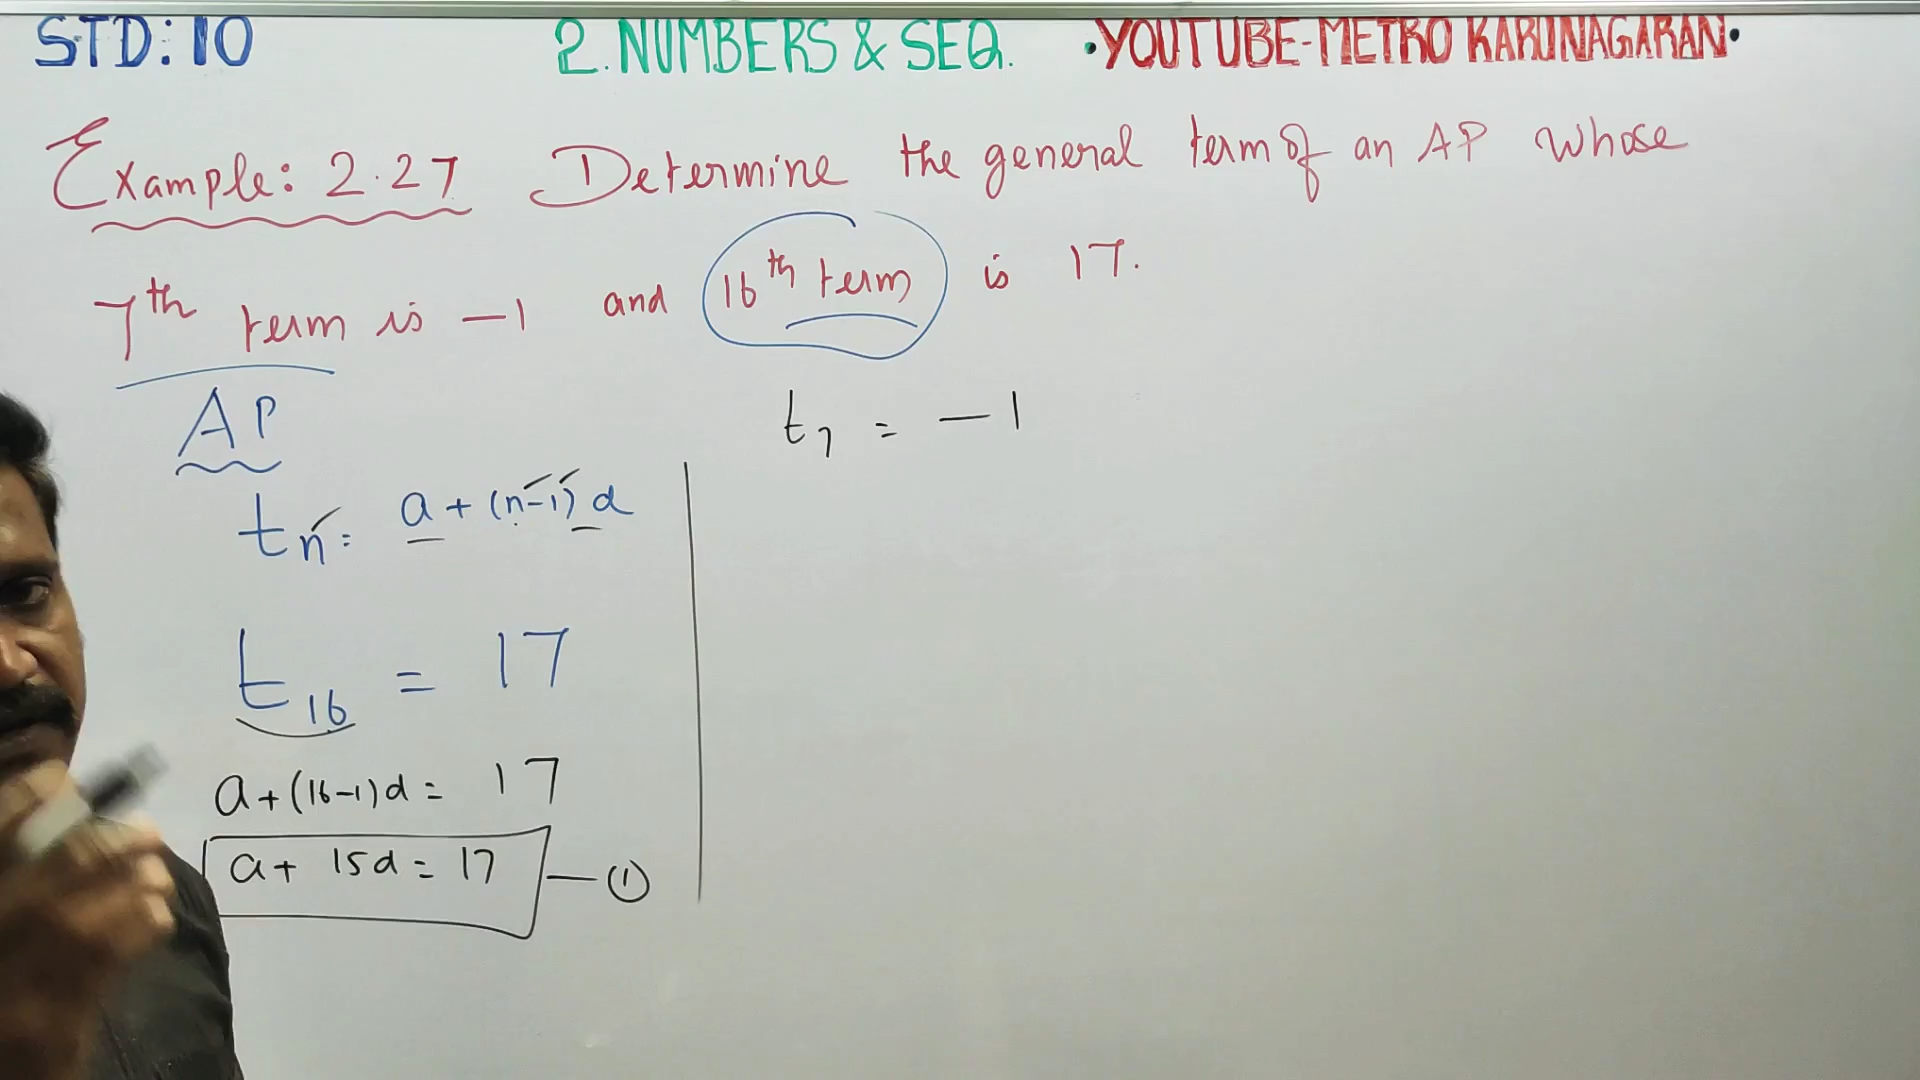 STD: 10 2. NUMBERS & SEQ. •YOUTUBE-METRO KARUNAGARAN•
Example: 2.27 Determine the general term of an AP whose
7th term is -1 and 16th term is 17.
AP
tn = a + (n-1) d
t16 = 17
a + (16-1)d = 17
a + 15d = 17 — ①
t7 = -1